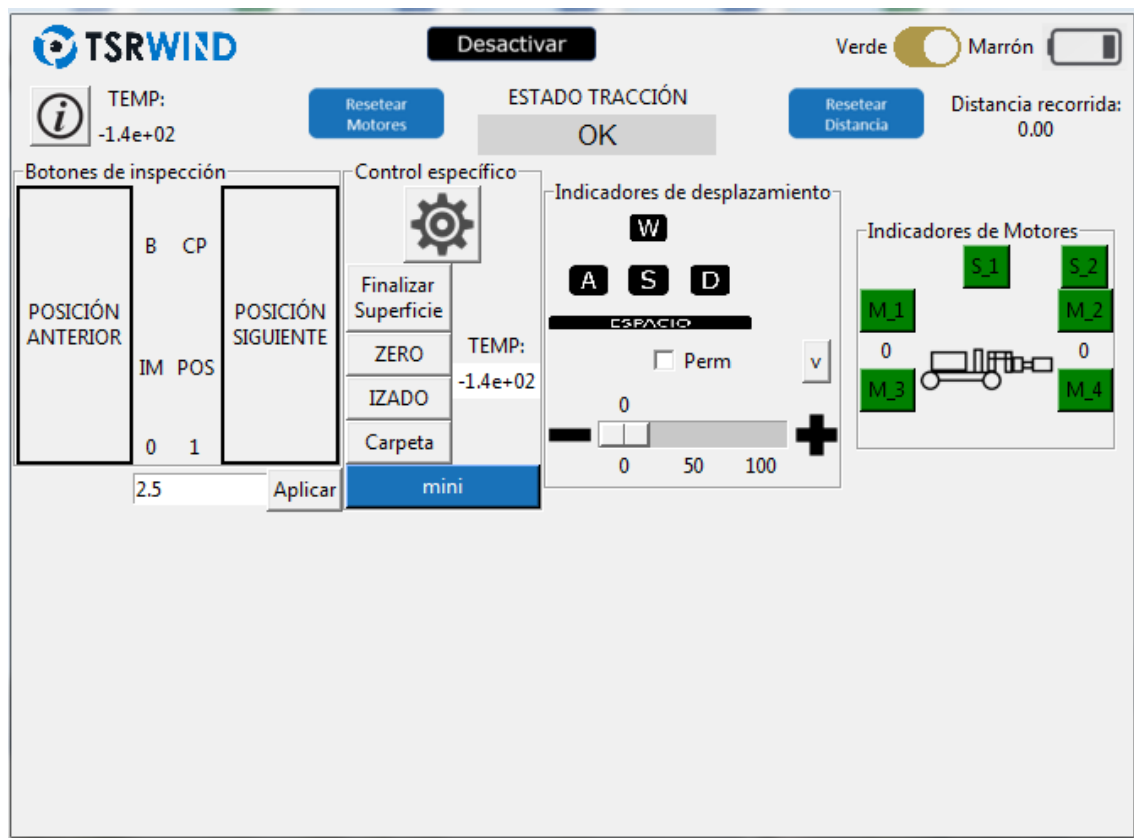 TSRWIND
Desactivar
Verde
Marrón
TEMP:
-1.4e+02
Resetear
Motores
ESTADO TRACCIÓN
OK
Resetear
Distancia
Distancia recorrida:
0.00
Botones de inspección
POSICIÓN
ANTERIOR
B CP
IM POS
0 1
POSICIÓN
SIGUIENTE
2.5
Aplicar
Control específico
Finalizar
Superficie
ZERO
IZADO
Carpeta
TEMP:
-1.4e+02
mini
Indicadores de desplazamiento
W
A S D
ESPACIO
Perm
v
0
0 50 100
Indicadores de Motores
S_1 S_2
M_1 M_2
0 0
M_3 M_4